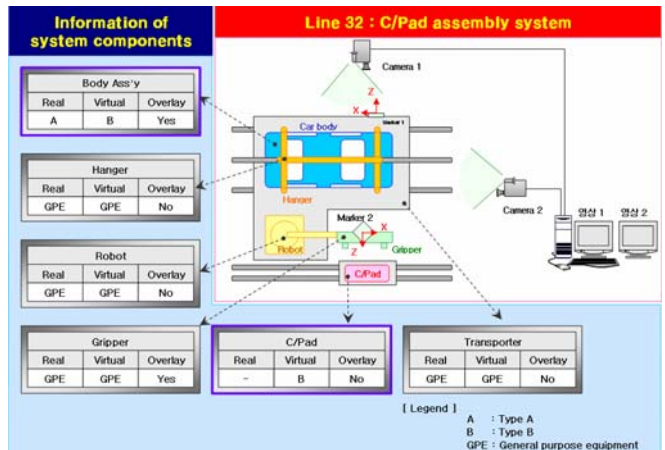 Information of
system components
Line 32 : C/Pad assembly system
Body Ass'y
Real Virtual Overlay
A B Yes
Hanger
Real Virtual Overlay
GPE GPE No
Robot
Real Virtual Overlay
GPE GPE No
Gripper
Real Virtual Overlay
GPE GPE Yes
C/Pad
Real Virtual Overlay
- B No
Transporter
Real Virtual Overlay
GPE GPE No
Camera 1
Z
X
Marker 1
Car body
Hanger
Camera 2
영상 1 영상 2
Marker 2
X
Z
Robot
Gripper
C/Pad
[ Legend ]
A : Type A
B : Type B
GPE : General purpose equipment